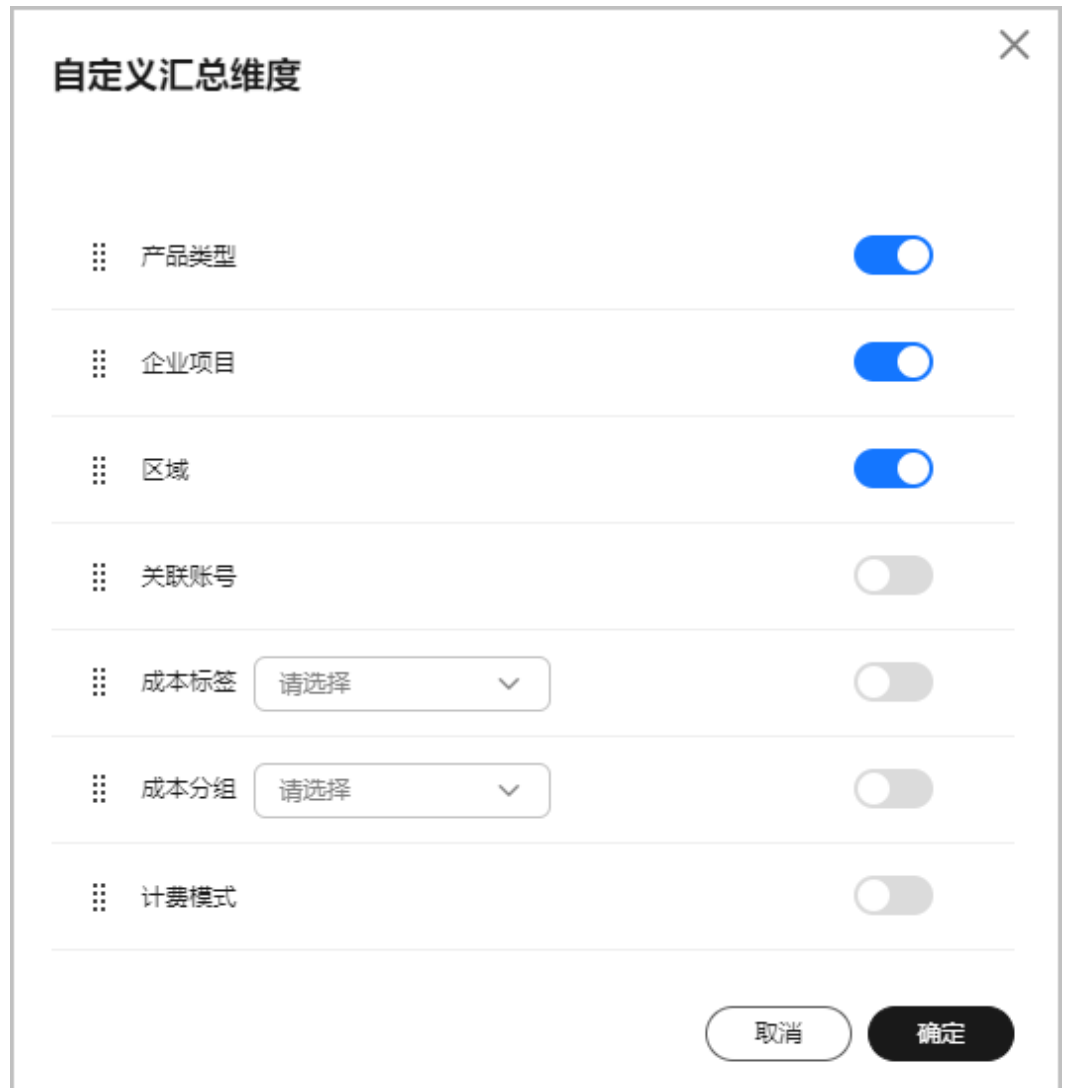 自定义汇总维度
产品类型
企业项目
区域
关联账号
成本标签 请选择
成本分组 请选择
计费模式
取消 确定